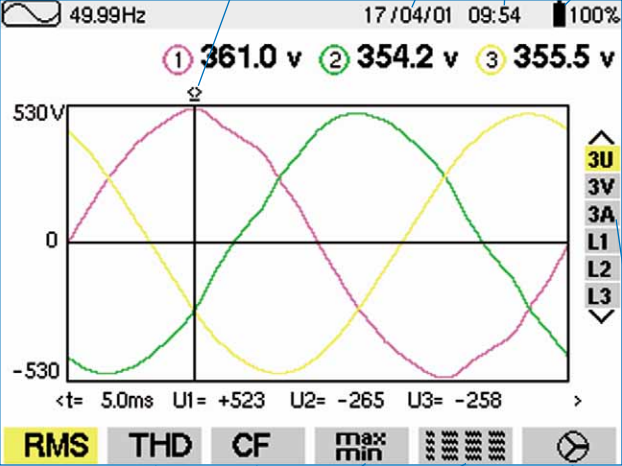 49.99Hz 17/04/01 09:54 100%
1 361.0 v 2 354.2 v 3 355.5 v
530V
3U
3V
3A
0
L1
L2
L3
-530
<t= 5.0ms U1= +523 U2= -265 U3= -258 >
RMS THD CF max min